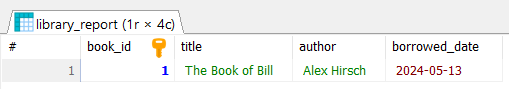 library_report (1r × 4c)
# book_id title author borrowed_date
1 1 The Book of Bill Alex Hirsch 2024-05-13